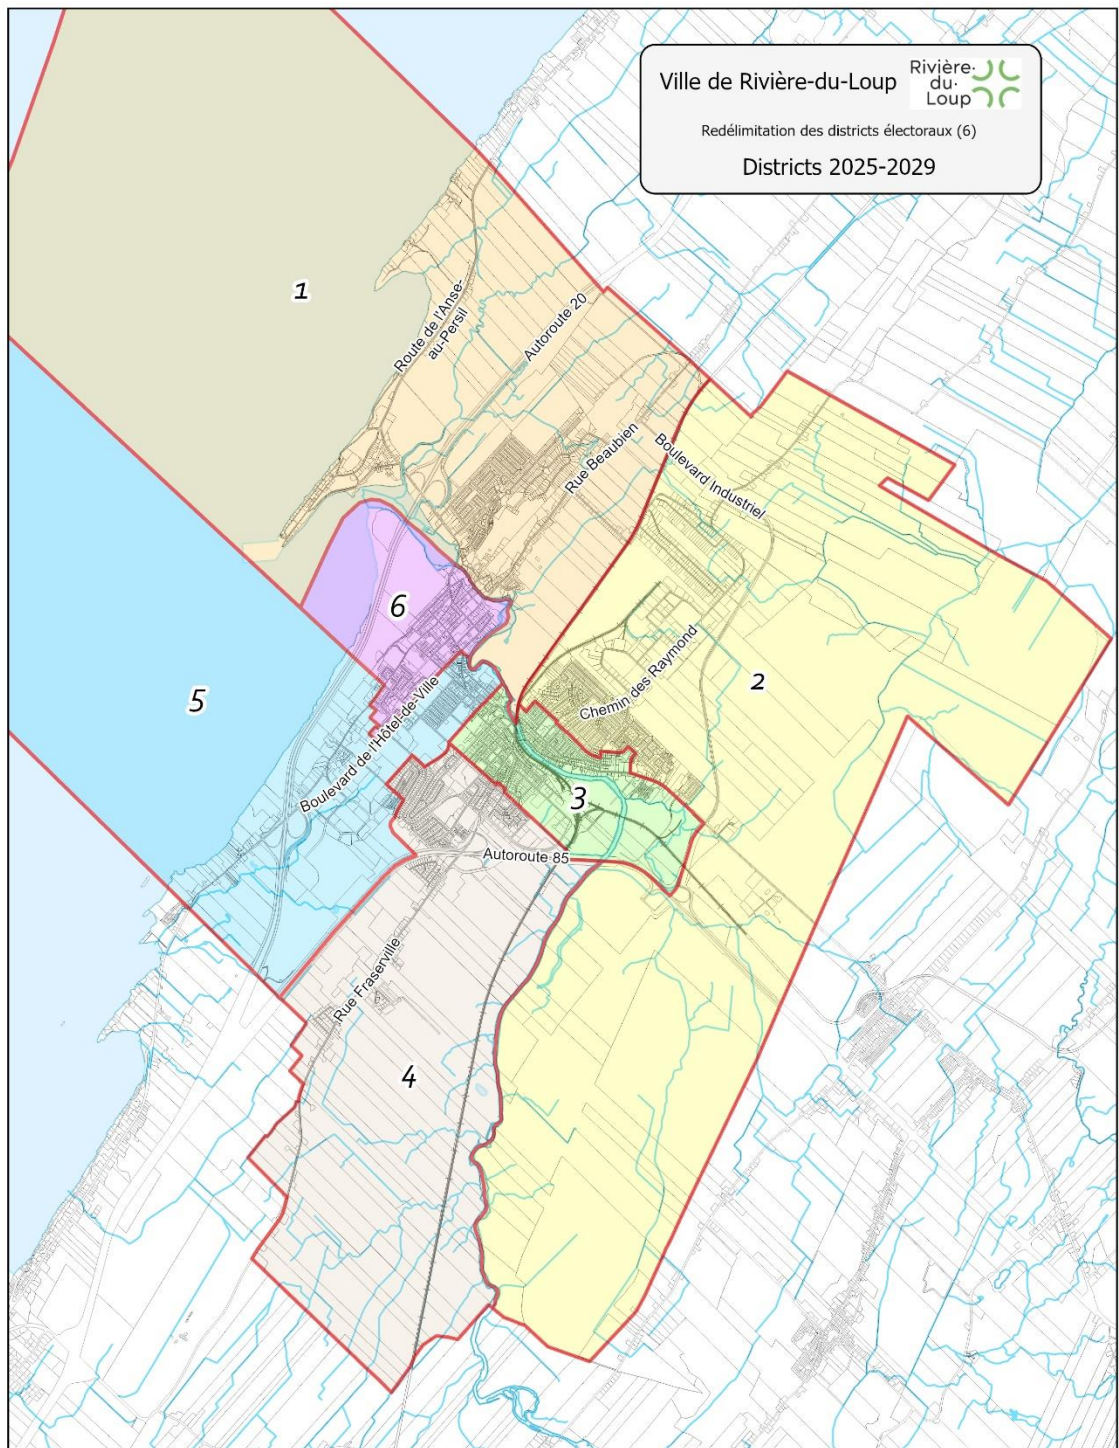 Ville de Rivière-du-Loup
Rivière·
du·
Loup
Redélimitation des districts électoraux (6)
Districts 2025-2029
1
Route de l'Anse-
au-Persil
Autoroute 20
Rue Beaubien
Boulevard Industriel
6
Chemin des Raymond
2
5
Boulevard de l'Hôtel-de-Ville
3
Autoroute 85
Rue Fraserville
4